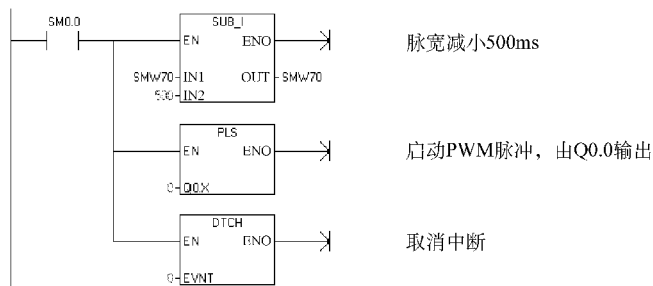 SM0.0
SUB_I
EN ENO
脉宽减小500ms
SMW70 IN1 OUT SMW70
500 IN2
PLS
EN ENO
启动PWM脉冲，由Q0.0输出
0 Q0.X
DTCH
EN ENO
取消中断
0 EVNT